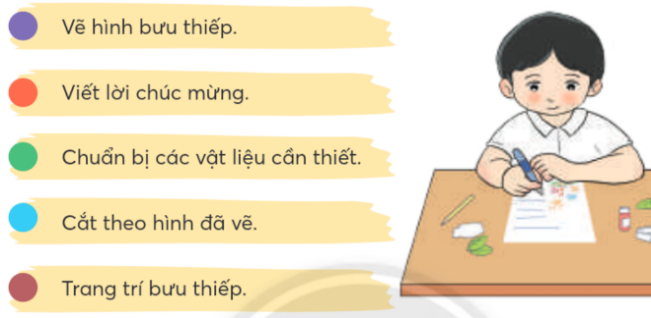 Vẽ hình bưu thiếp.
Viết lời chúc mừng.
Chuẩn bị các vật liệu cần thiết.
Cắt theo hình đã vẽ.
Trang trí bưu thiếp.